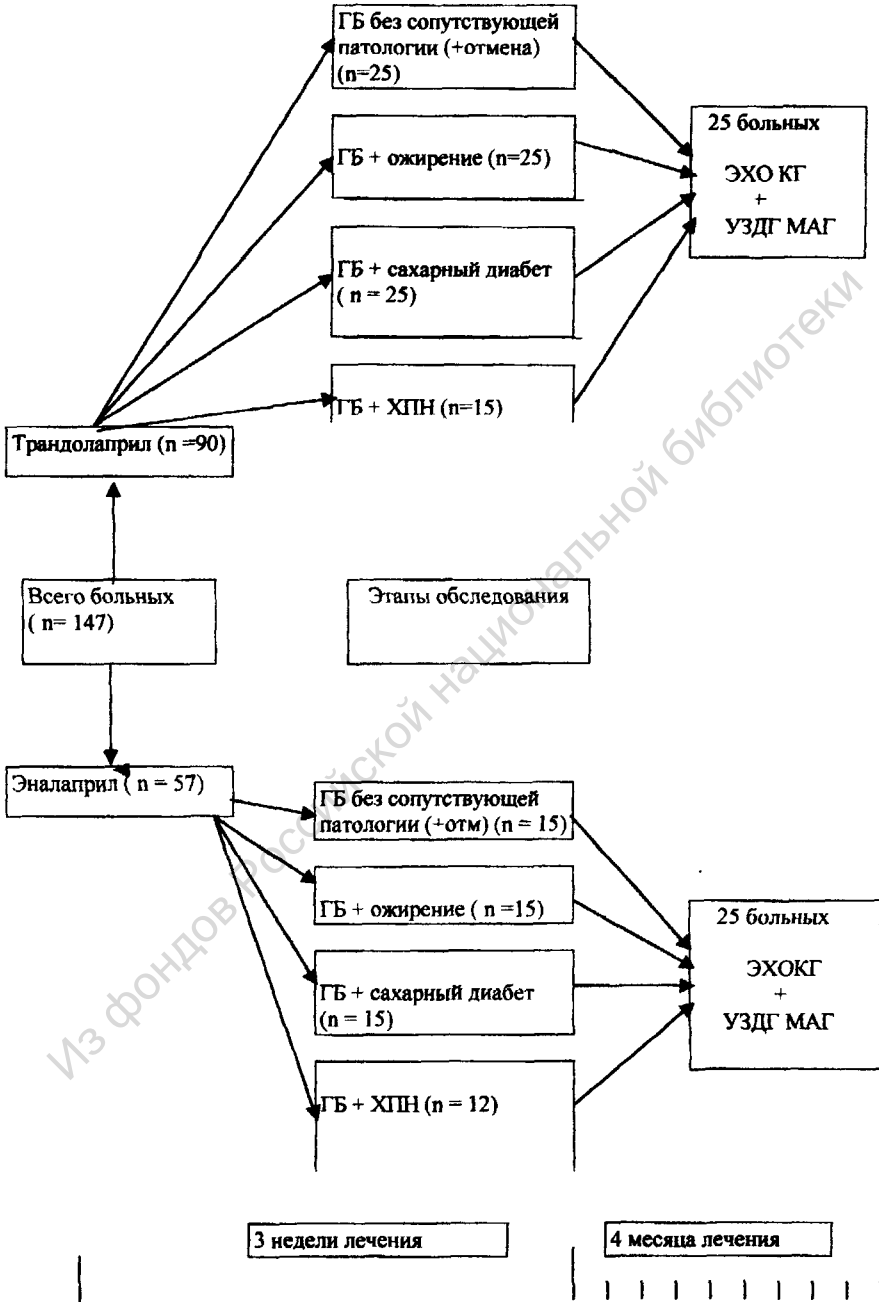 ГБ без сопутствующей
патологии (+отмена)
(n=25)
ГБ + ожирение (n=25)
ГБ + сахарный диабет
( n = 25)
ГБ + ХПН (n=15)
25 больных
ЭХО КГ
+
УЗДГ МАГ
Трандолаприл (n =90)
Всего больных
( n= 147)
Этапы обследования
Эналаприл ( n = 57)
ГБ без сопутствующей
патологии (+отм) (n = 15)
ГБ + ожирение ( n =15)
ГБ + сахарный диабет
(n = 15)
ГБ + ХПН (n = 12)
25 больных
ЭХОКГ
+
УЗДГ МАГ
3 недели лечения
4 месяца лечения
Из фондов Российской национальной библиотеки